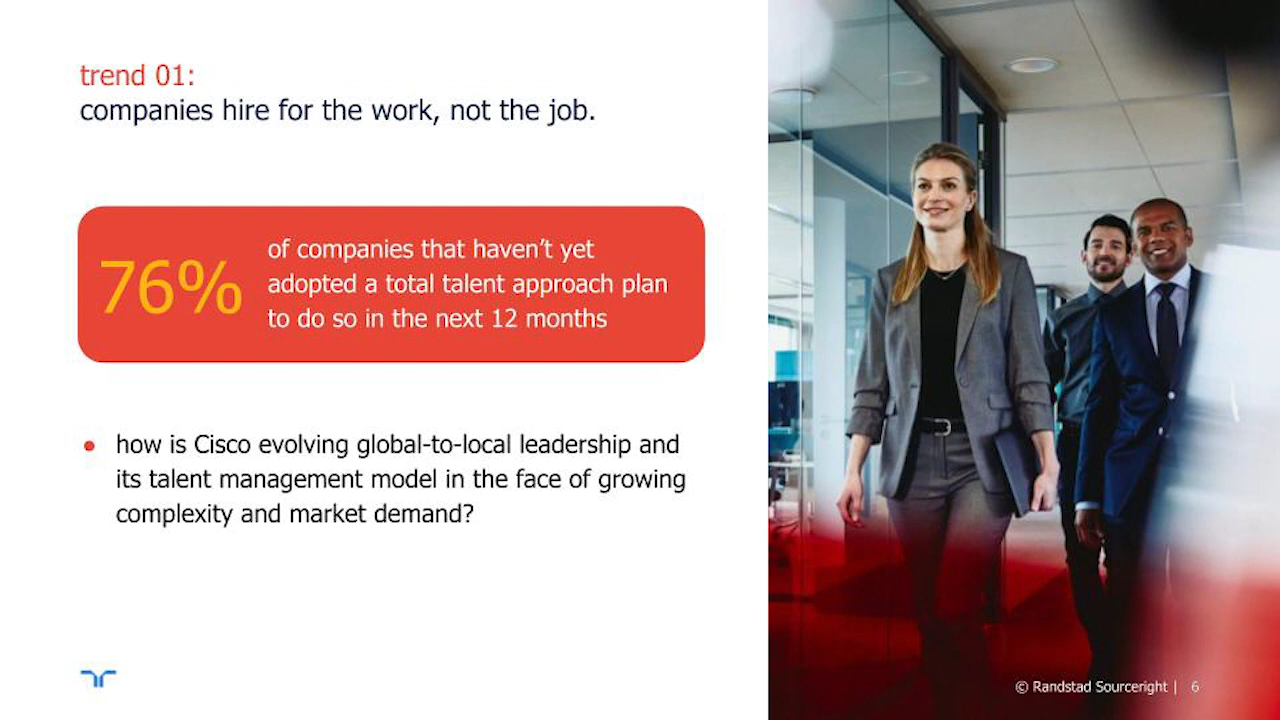 trend 01:
companies hire for the work, not the job.
76%
of companies that haven’t yet
adopted a total talent approach plan
to do so in the next 12 months
• how is Cisco evolving global-to-local leadership and
its talent management model in the face of growing
complexity and market demand?
© Randstad Sourceright | 6